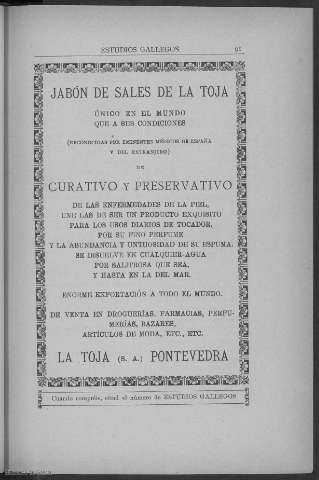 ESTUDIOS GALLEGOS 91
JABÓN DE SALES DE LA TOJA
ÚNICO EN EL MUNDO
QUE A SUS CONDICIONES
(RECONOCIDAS POR EMINENTES MÉDICOS DE ESPAÑA
Y DEL EXTRANJERO)
DE
CURATIVO Y PRESERVATIVO
DE LAS ENFERMEDADES DE LA PIEL,
UNE LAS DE SER UN PRODUCTO EXQUISITO
PARA LOS USOS DIARIOS DE TOCADOR,
POR SU FINO PERFUME
Y LA ABUNDANCIA Y UNTUOSIDAD DE SU ESPUMA.
SE DISUELVE EN CUALQUIER AGUA
POR SALITROSA QUE SEA,
Y HASTA EN LA DEL MAR.
ENORME EXPORTACIÓN A TODO EL MUNDO.
DE VENTA EN DROGUERÍAS, FARMACIAS, PERFU-
MERÍAS, BAZARES,
ARTÍCULOS DE MODA, ETC., ETC.
LA TOJA (S. A.) PONTEVEDRA
Cuando compréis, citad el número de ESTUDIOS GALLEGOS